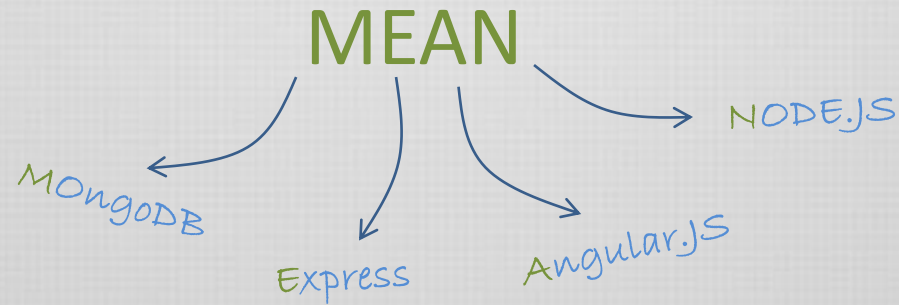 MEAN
NODE.JS
MOngoDB
Angular.JS
Express